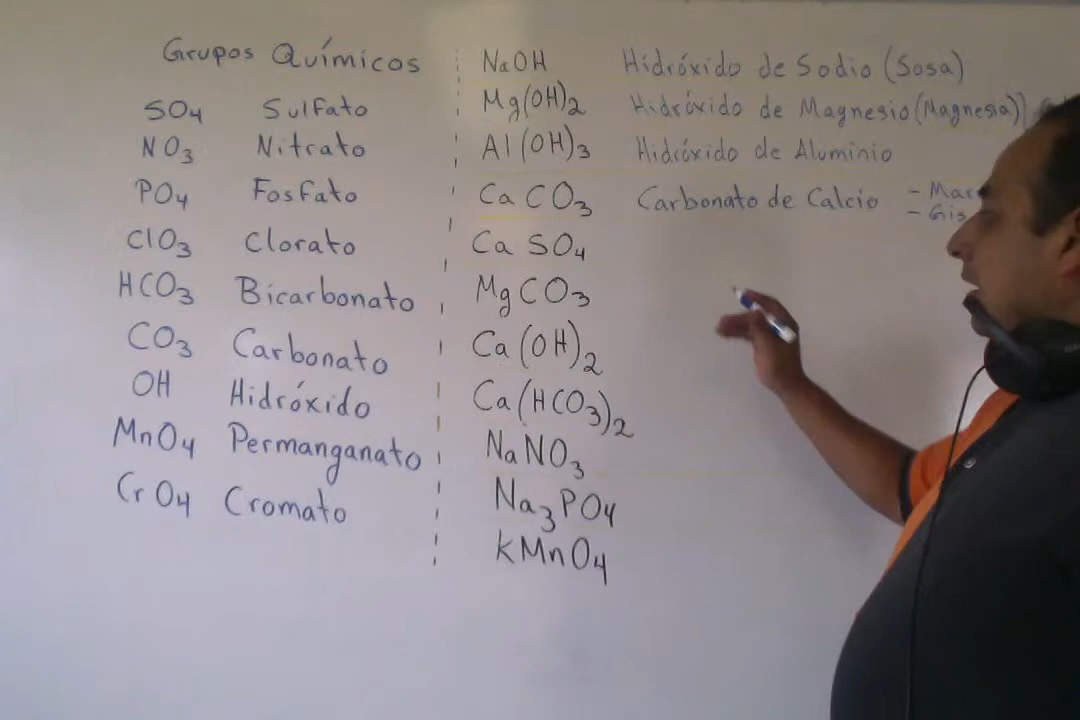 Grupos Químicos
SO4 Sulfato
NO3 Nitrato
PO4 Fosfato
ClO3 Clorato
HCO3 Bicarbonato
CO3 Carbonato
OH Hidróxido
MnO4 Permanganato
CrO4 Cromato
NaOH Hidróxido de Sodio (Sosa)
Mg(OH)2 Hidróxido de Magnesio (Magnesia)
Al(OH)3 Hidróxido de Aluminio
CaCO3 Carbonato de Calcio
- Gis
CaSO4
MgCO3
Ca(OH)2
Ca(HCO3)2
NaNO3
Na3PO4
kMnO4